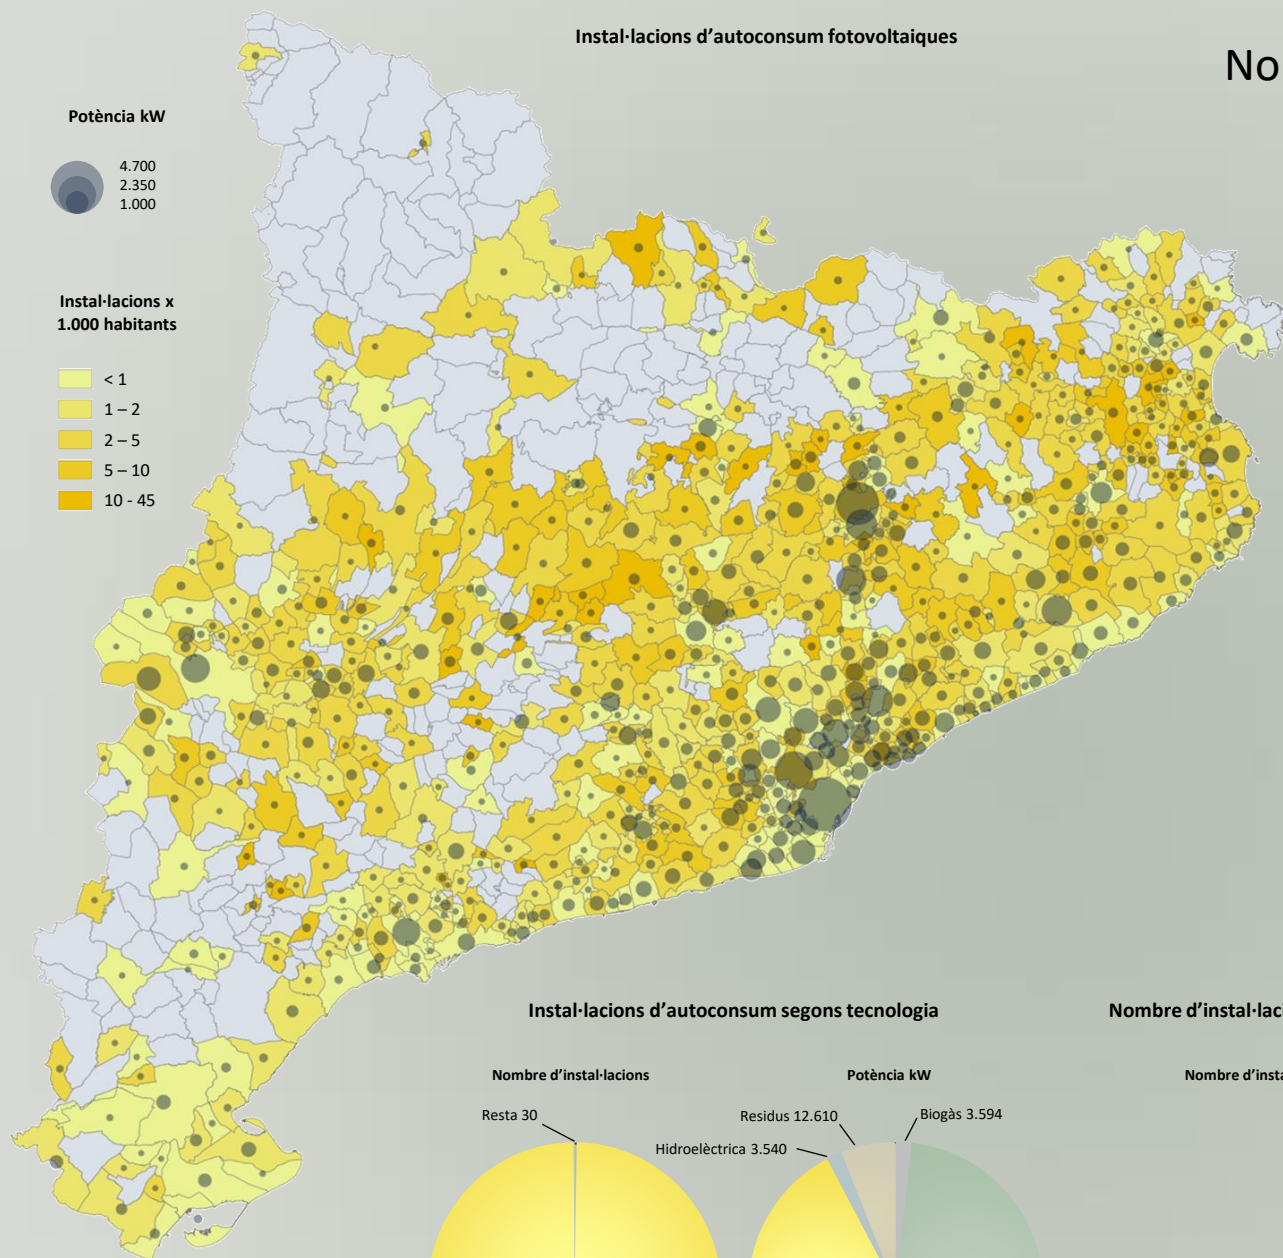 Instal·lacions d'autoconsum fotovoltaiques
No
Potència kW
4.700
2.350
1.000
Instal·lacions x
1.000 habitants
< 1
1 – 2
2 – 5
5 – 10
10 - 45
Instal·lacions d'autoconsum segons tecnologia
Nombre d'instal·laci
Nombre d'instal·lacions
Potència kW
Nombre d'insta
Resta 30
Residus 12.610
Biogàs 3.594
Hidroelèctrica 3.540